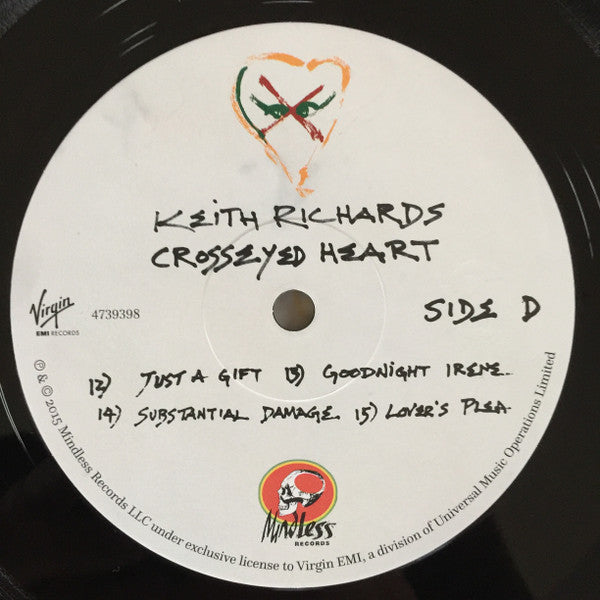 KEITH RICHARDS
CROSSEYED HEART
Virgin
EMI RECORDS
4739398
SIDE D
12) JUST A GIFT 13) GOODNIGHT IRENE
14) SUBSTANTIAL DAMAGE 15) LOVER'S PLEA
Mindless
RECORDS
℗ & © 2015 Mindless Records LLC under exclusive license to Virgin EMI, a division of Universal Music Operations Limited